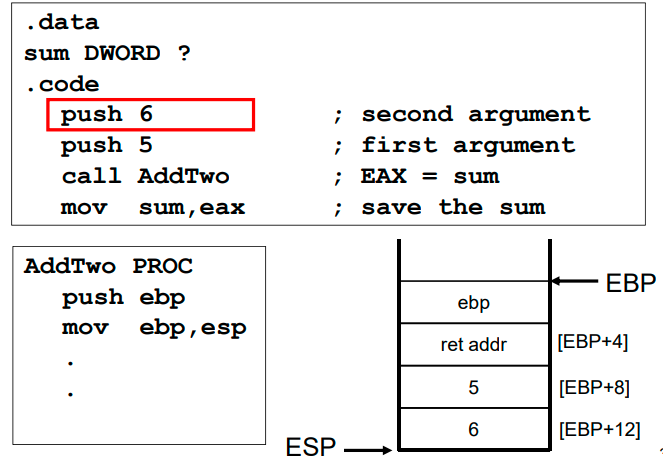 .data
sum DWORD ?
.code
push 6 ; second argument
push 5 ; first argument
call AddTwo ; EAX = sum
mov sum,eax ; save the sum
AddTwo PROC
push ebp
mov ebp,esp
.
.
EBP
ebp
ret addr [EBP+4]
5 [EBP+8]
6 [EBP+12]
ESP